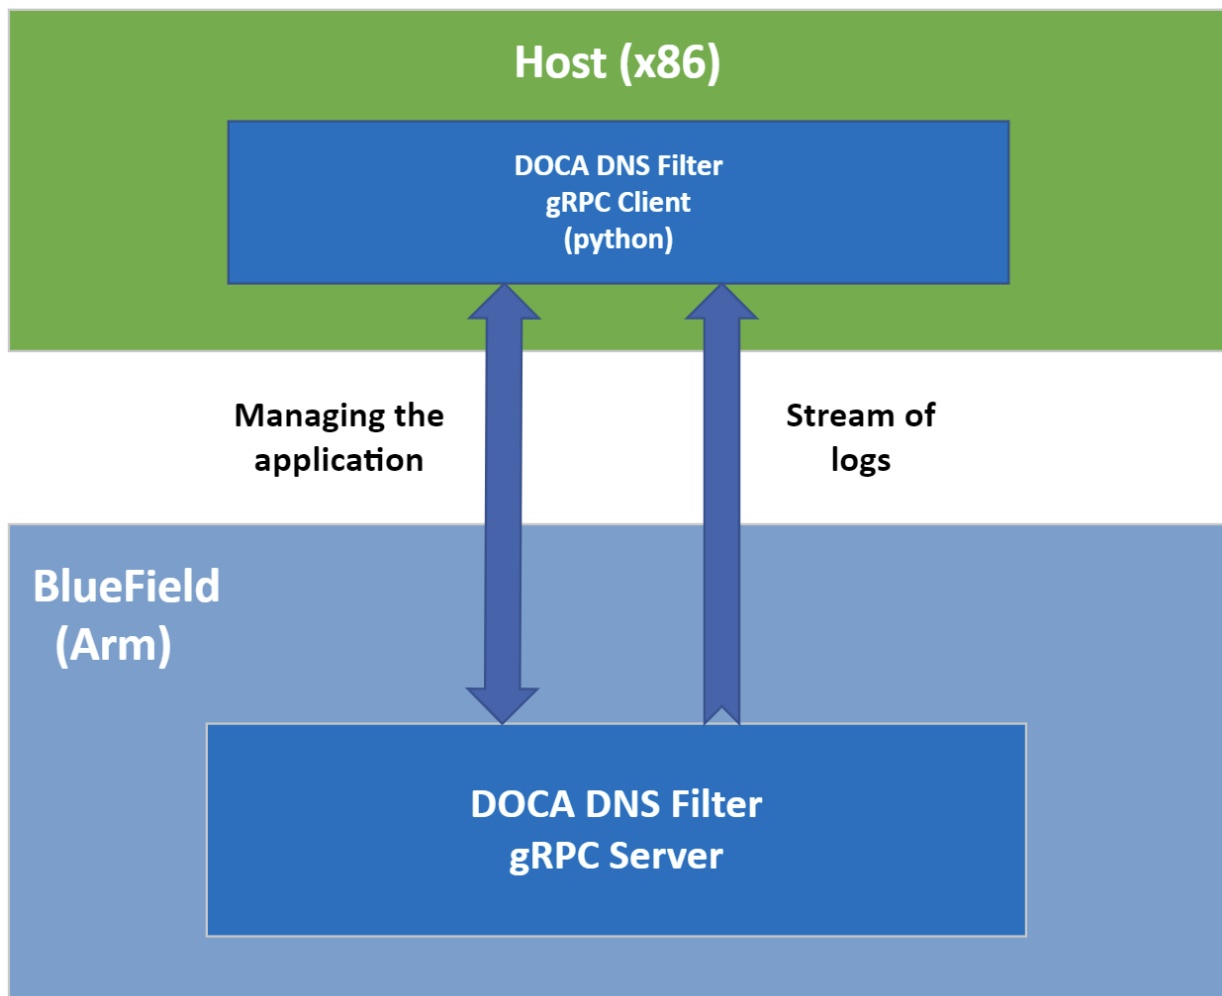 Host (x86)
DOCA DNS Filter
gRPC Client
(python)
Managing the
application
Stream of
logs
BlueField
(Arm)
DOCA DNS Filter
gRPC Server